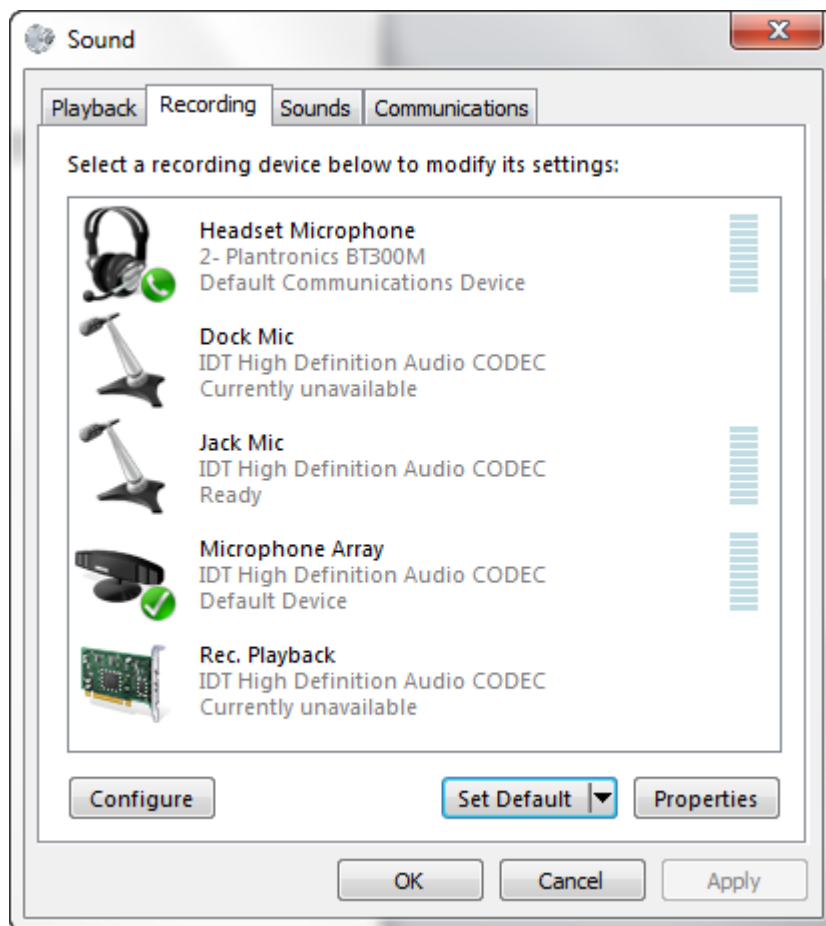 Sound
Playback Recording Sounds Communications
Select a recording device below to modify its settings:
Headset Microphone
2- Plantronics BT300M
Default Communications Device
Dock Mic
IDT High Definition Audio CODEC
Currently unavailable
Jack Mic
IDT High Definition Audio CODEC
Ready
Microphone Array
IDT High Definition Audio CODEC
Default Device
Rec. Playback
IDT High Definition Audio CODEC
Currently unavailable
Configure Set Default Properties
OK Cancel Apply